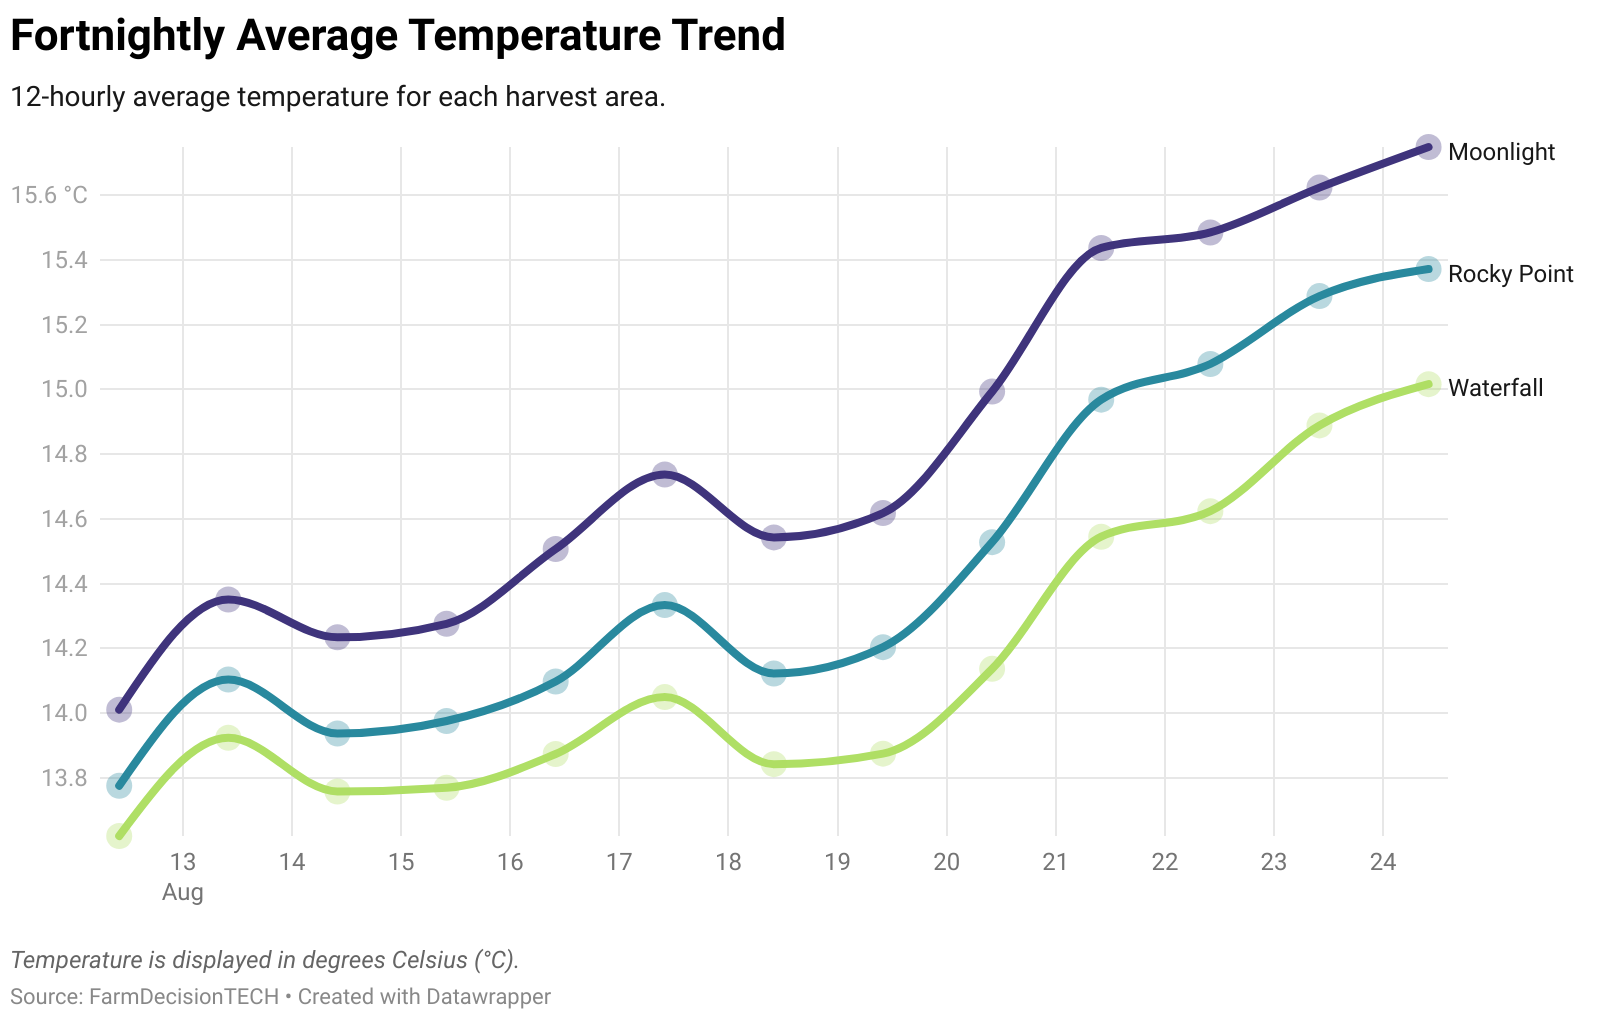 Fortnightly Average Temperature Trend
12-hourly average temperature for each harvest area.
Moonlight
15.6 °C
15.4
Rocky Point
15.2
15.0
Waterfall
14.8
14.6
14.4
14.2
14.0
13.8
13 14 15 16 17 18 19 20 21 22 23 24
Aug
Temperature is displayed in degrees Celsius (°C).
Source: FarmDecisionTECH • Created with Datawrapper